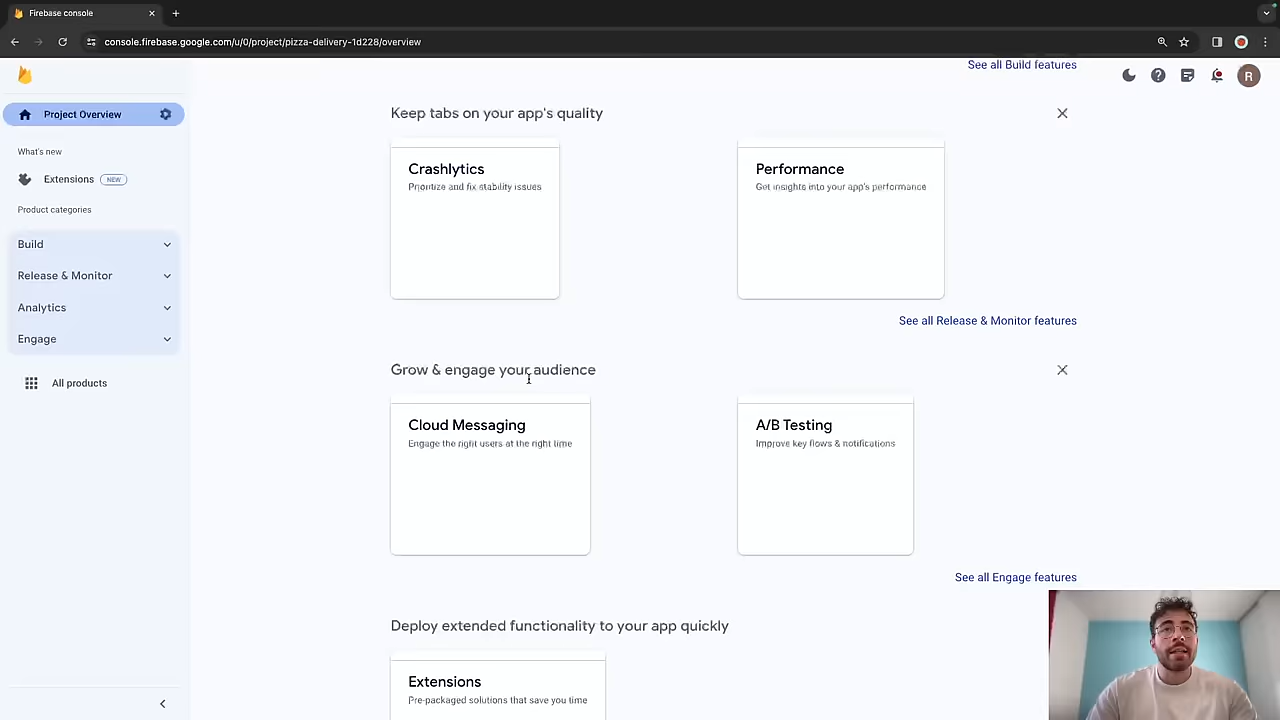 Firebase console
console.firebase.google.com/u/0/project/pizza-delivery-1d228/overview
See all Build features
R
Project Overview
What's new
Extensions NEW
Product categories
Build
Release & Monitor
Analytics
Engage
All products
Keep tabs on your app's quality
Crashlytics
Prioritize and fix stability issues
Performance
Get insights into your app's performance
See all Release & Monitor features
Grow & engage your audience
Cloud Messaging
Engage the right users at the right time
A/B Testing
Improve key flows & notifications
See all Engage features
Deploy extended functionality to your app quickly
Extensions
Pre-packaged solutions that save you time